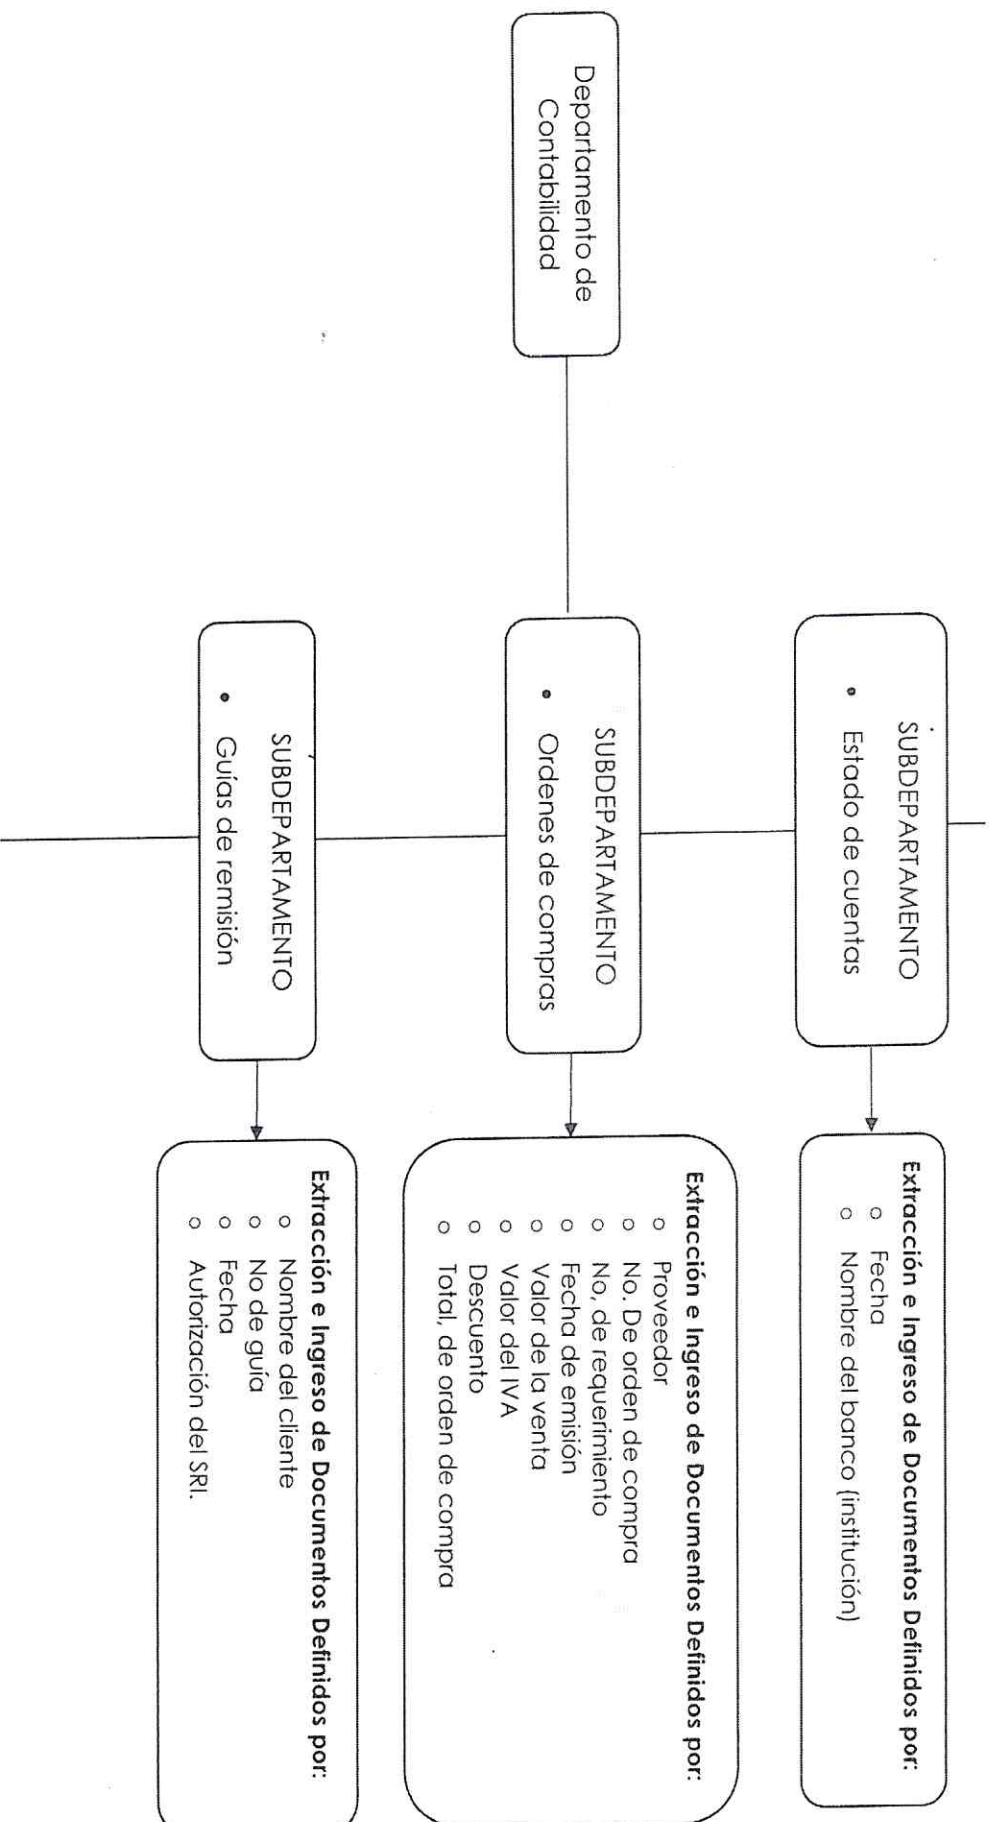 Departamento de
Contabilidad
SUBDEPARTAMENTO
• Estado de cuentas
Extracción e Ingreso de Documentos Definidos por:
○ Fecha
○ Nombre del banco (institución)
SUBDEPARTAMENTO
• Ordenes de compras
Extracción e Ingreso de Documentos Definidos por:
○ Proveedor
○ No. De orden de compra
○ No, de requerimiento
○ Fecha de emisión
○ Valor de la venta
○ Valor del IVA
○ Descuento
○ Total, de orden de compra
SUBDEPARTAMENTO
• Guías de remisión
Extracción e Ingreso de Documentos Definidos por:
○ Nombre del cliente
○ No de guía
○ Fecha
○ Autorización del SRI.